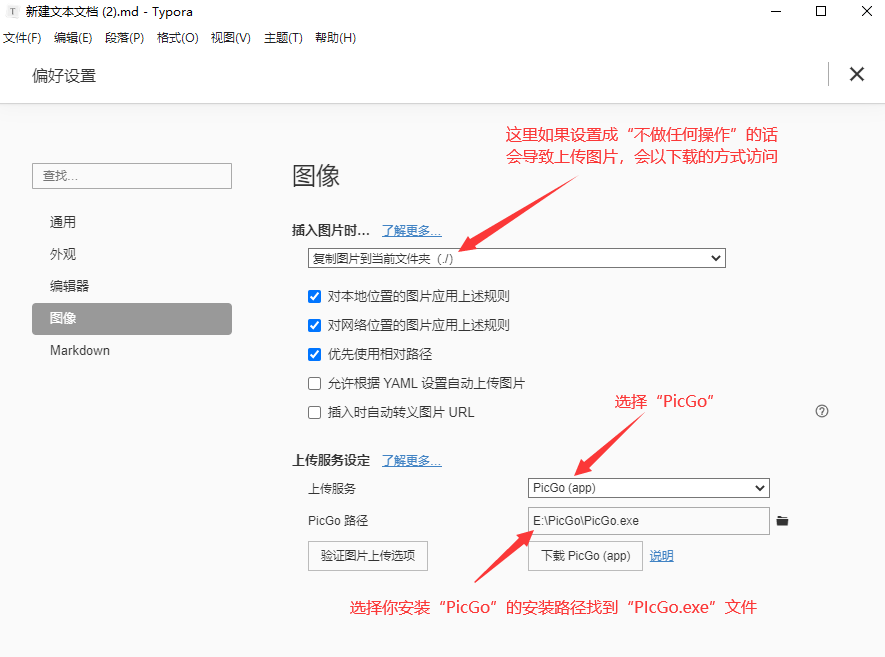 T 新建文本文档 (2).md - Typora
文件(F) 编辑(E) 段落(P) 格式(O) 视图(V) 主题(T) 帮助(H)
偏好设置
这里如果设置成“不做任何操作”的话
会导致上传图片，会以下载的方式访问
查找...
通用
外观
编辑器
图像
Markdown
图像
插入图片时... 了解更多...
复制图片到当前文件夹 (./)
对本地位置的图片应用上述规则
对网络位置的图片应用上述规则
优先使用相对路径
允许根据 YAML 设置自动上传图片
插入时自动转义图片 URL
选择“PicGo”
上传服务设定 了解更多...
上传服务 PicGo (app)
PicGo 路径 E:\PicGo\PicGo.exe
验证图片上传选项 下载 PicGo (app) 说明
选择你安装“PicGo”的安装路径找到“PIcGo.exe”文件